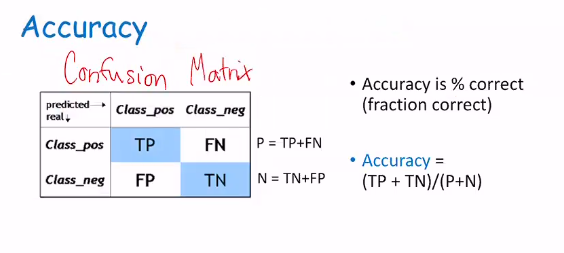 Accuracy
Confusion Matrix
predicted→ Class_pos Class_neg
real↓
Class_pos TP FN P = TP+FN
Class_neg FP TN N = TN+FP
• Accuracy is % correct
(fraction correct)
• Accuracy =
(TP + TN)/(P+N)